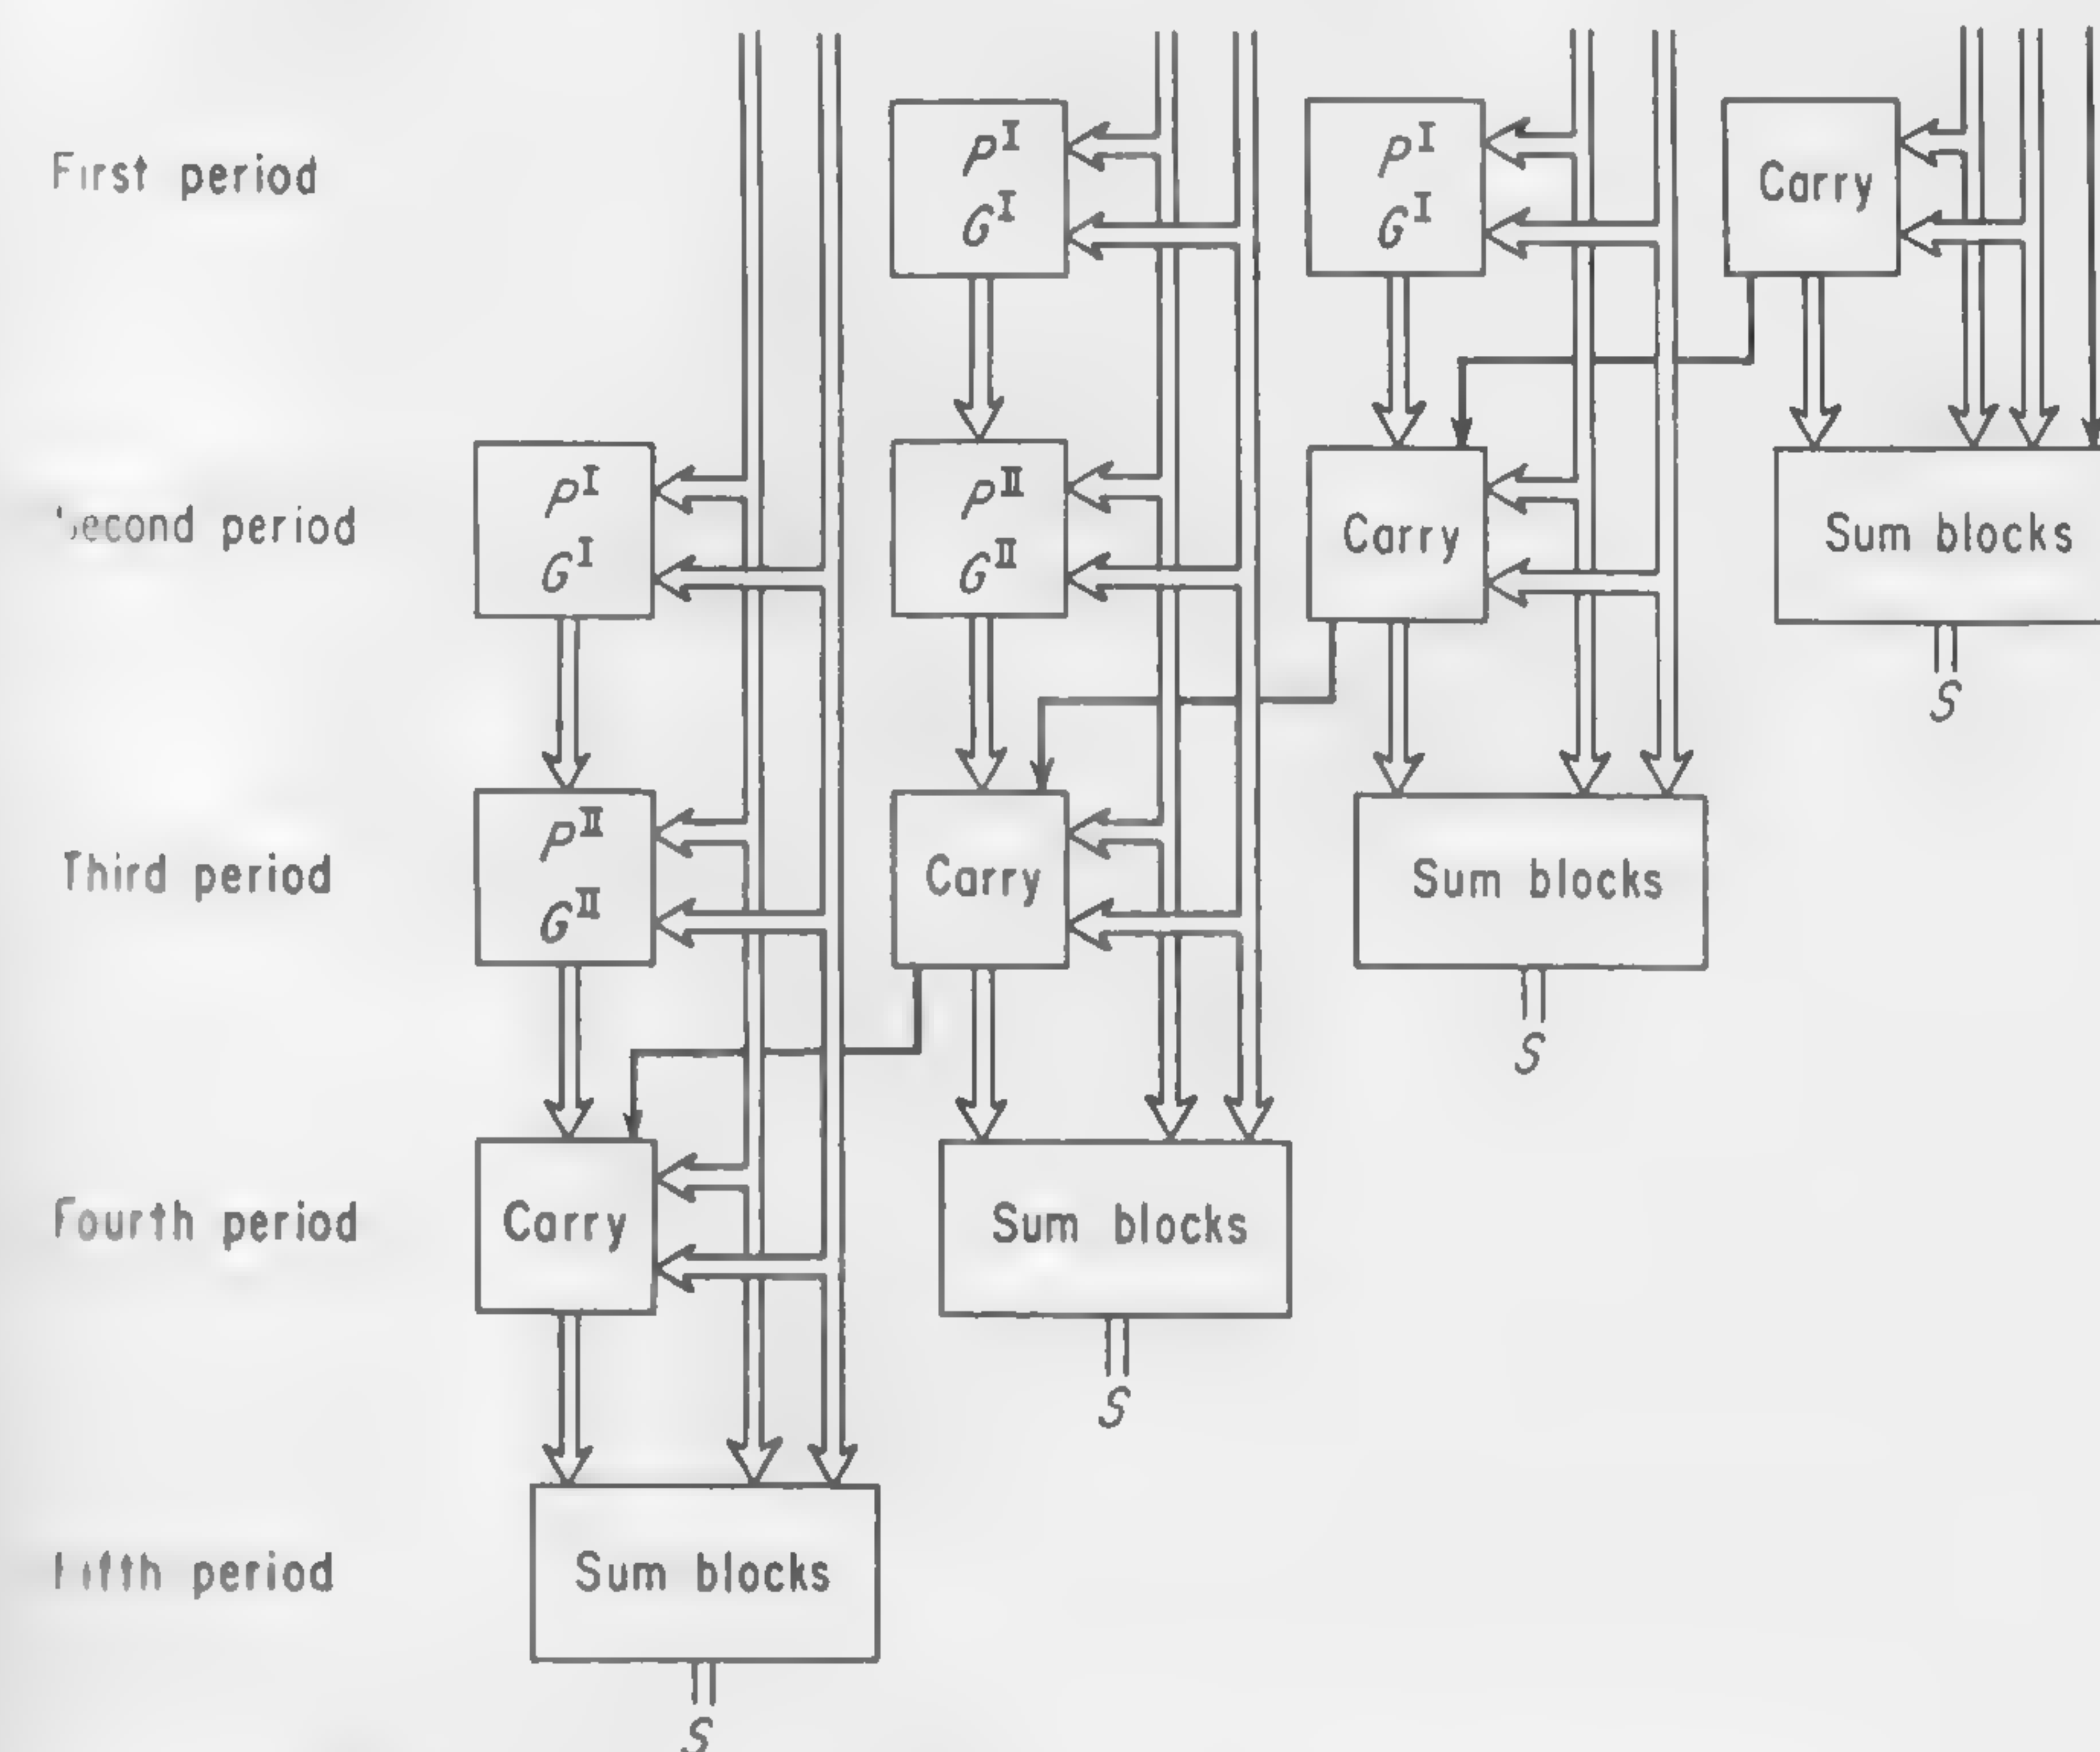 First period
P^I
G^I
P^I
G^I
Carry
Second period
P^I
G^I
P^II
G^II
Carry
Sum blocks
S
Third period
P^II
G^II
Carry
Sum blocks
S
Fourth period
Carry
Sum blocks
S
Fifth period
Sum blocks
S